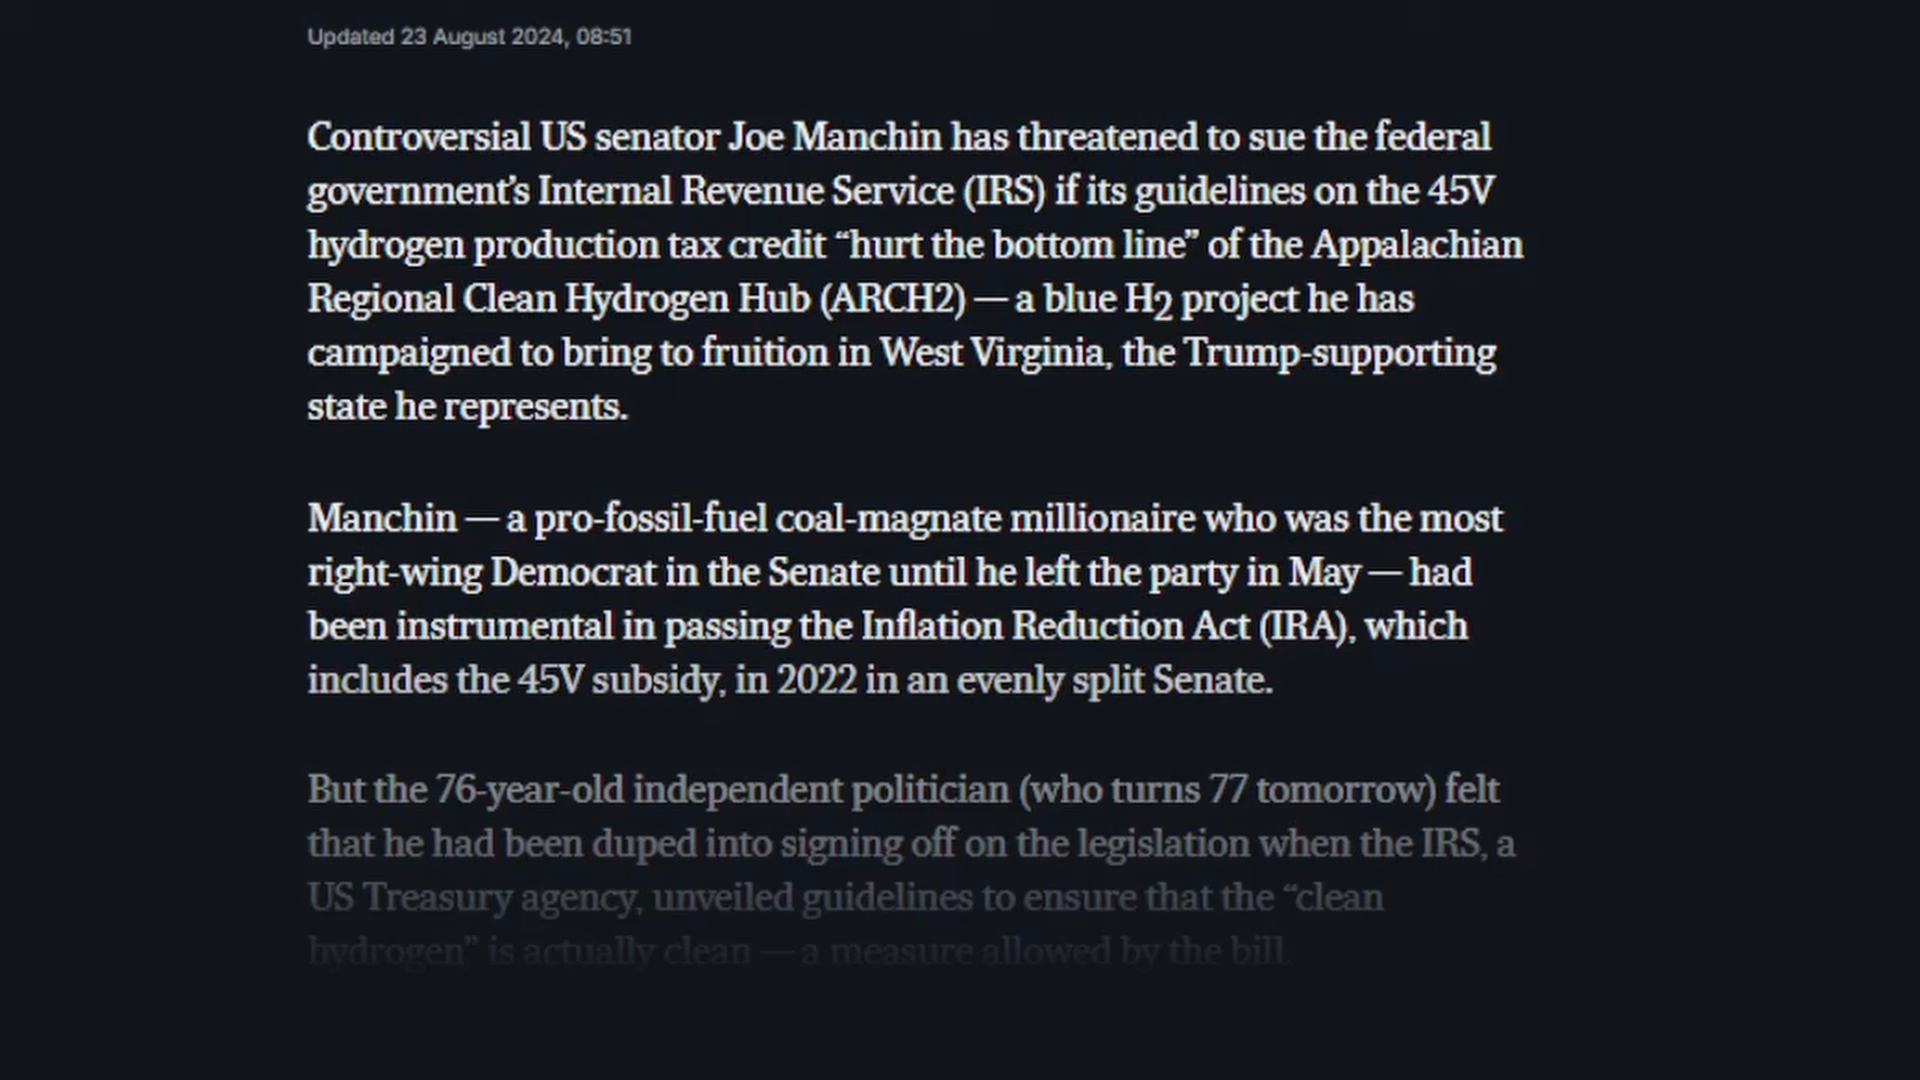 Updated 23 August 2024, 08:51
Controversial US senator Joe Manchin has threatened to sue the federal
government’s Internal Revenue Service (IRS) if its guidelines on the 45V
hydrogen production tax credit “hurt the bottom line” of the Appalachian
Regional Clean Hydrogen Hub (ARCH2) — a blue H2 project he has
campaigned to bring to fruition in West Virginia, the Trump-supporting
state he represents.
Manchin — a pro-fossil-fuel coal-magnate millionaire who was the most
right-wing Democrat in the Senate until he left the party in May — had
been instrumental in passing the Inflation Reduction Act (IRA), which
includes the 45V subsidy, in 2022 in an evenly split Senate.
But the 76-year-old independent politician (who turns 77 tomorrow) felt
that he had been duped into signing off on the legislation when the IRS, a
US Treasury agency, unveiled guidelines to ensure that the “clean
hydrogen” is actually clean — a measure allowed by the bill.